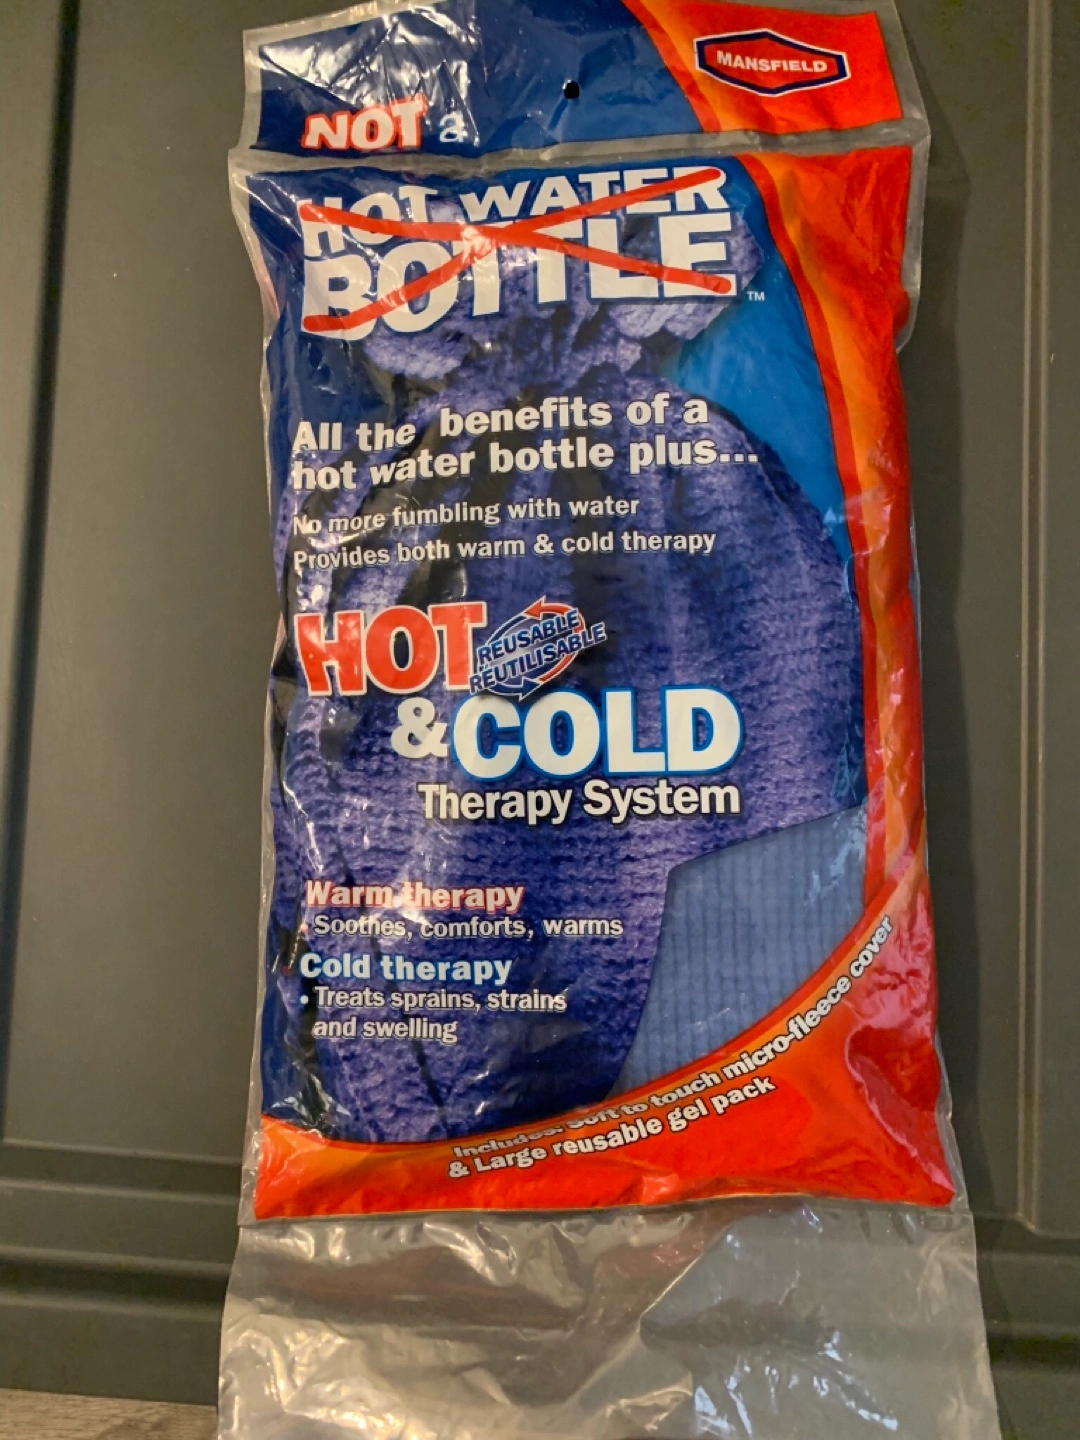 MANSFIELD
NOT a
HOT WATER
BOTTLE™
All the benefits of a
hot water bottle plus...
No more fumbling with water
Provides both warm & cold therapy
HOT
REUSABLE
RÉUTILISABLE
& COLD
Therapy System
Warm therapy
• Soothes, comforts, warms
Cold therapy
• Treats sprains, strains
and swelling
Includes: Soft to touch micro-fleece cover
& Large reusable gel pack